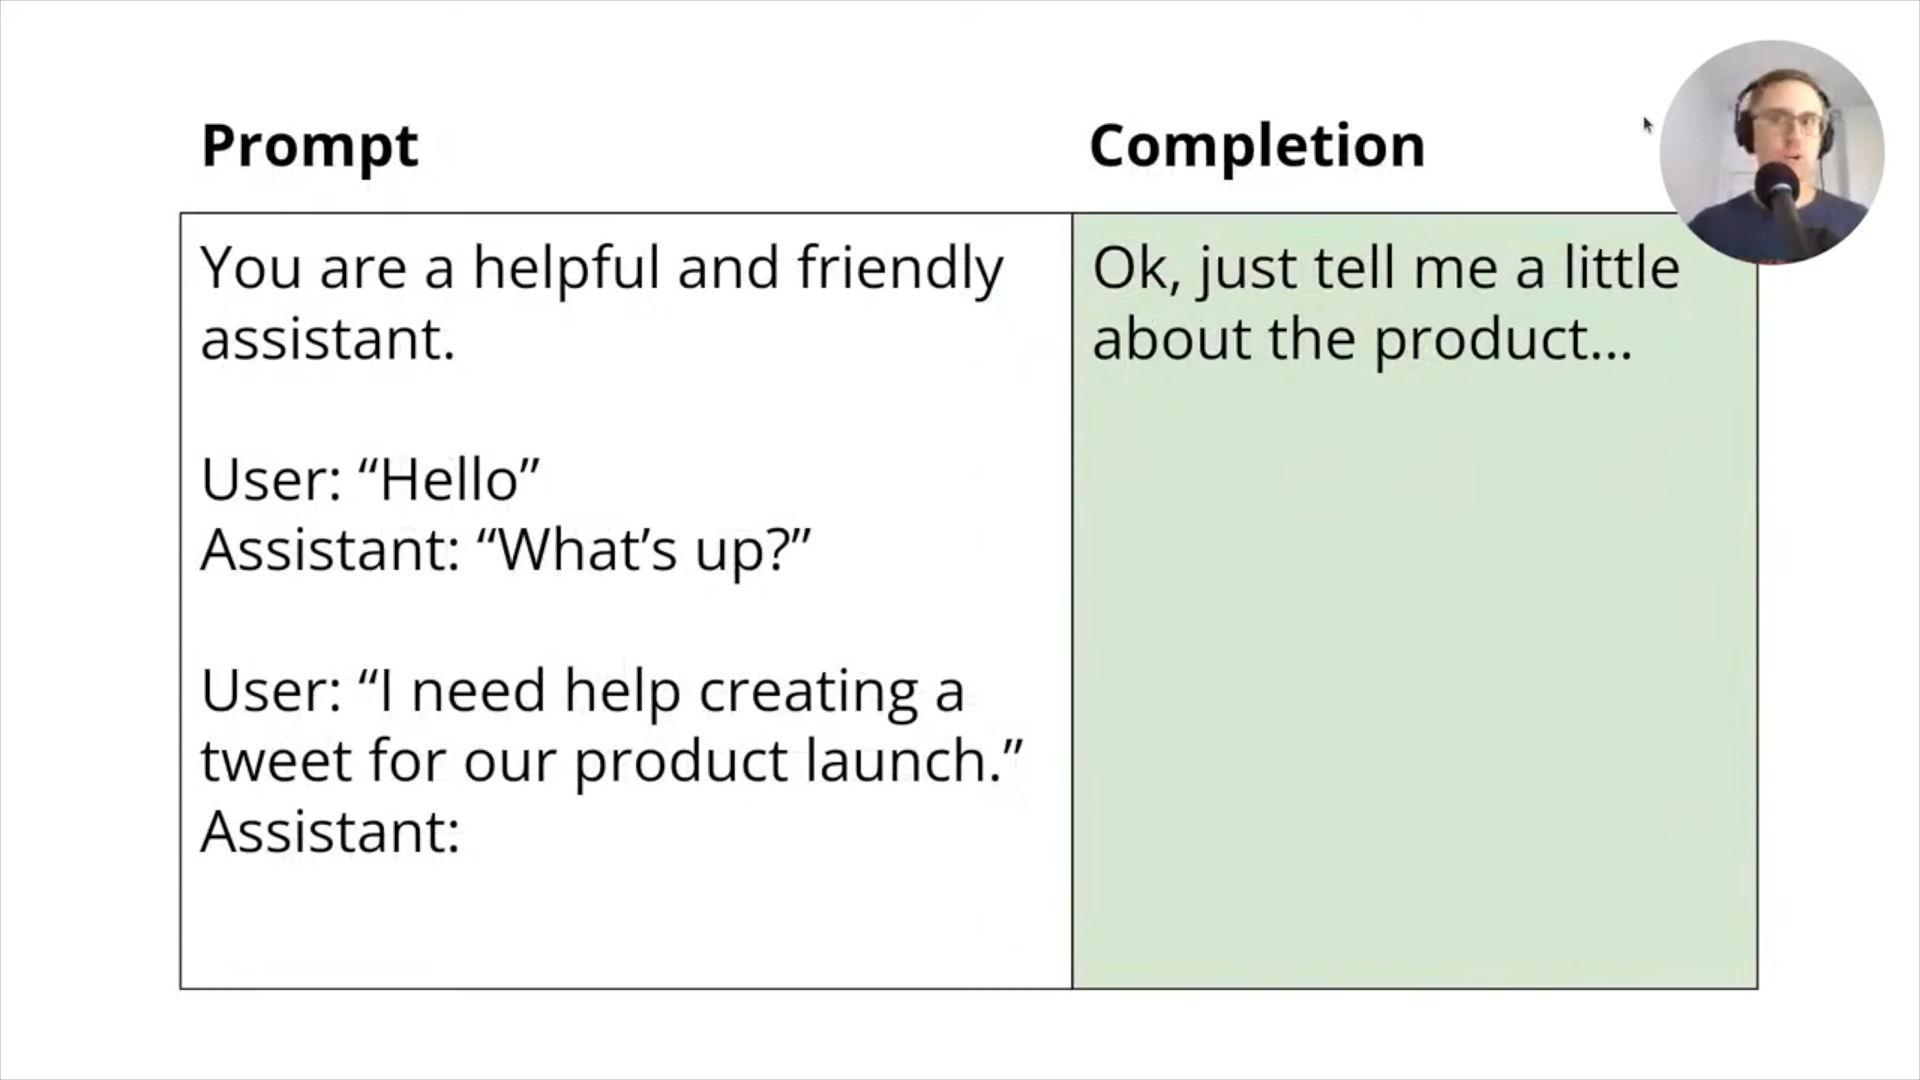 Prompt
Completion
You are a helpful and friendly
assistant.
User: “Hello”
Assistant: “What’s up?”
User: “I need help creating a
tweet for our product launch.”
Assistant:
Ok, just tell me a little
about the product...